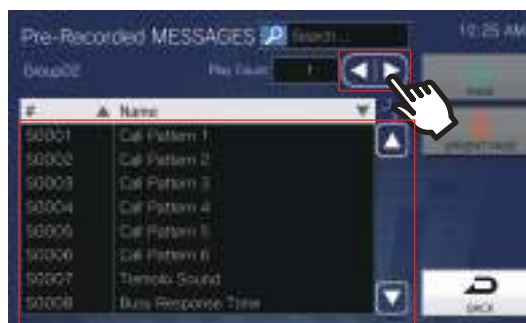 Pre-Recorded MESSAGES
Search...
10:25 AM
Group02
Play Count
1
PAGE
# Name
S0001 Call Pattern 1
S0002 Call Pattern 2
S0003 Call Pattern 3
S0004 Call Pattern 4
S0005 Call Pattern 5
S0006 Call Pattern 6
S0007 Tremolo Sound
S0008 Busy Response Tone
BACK